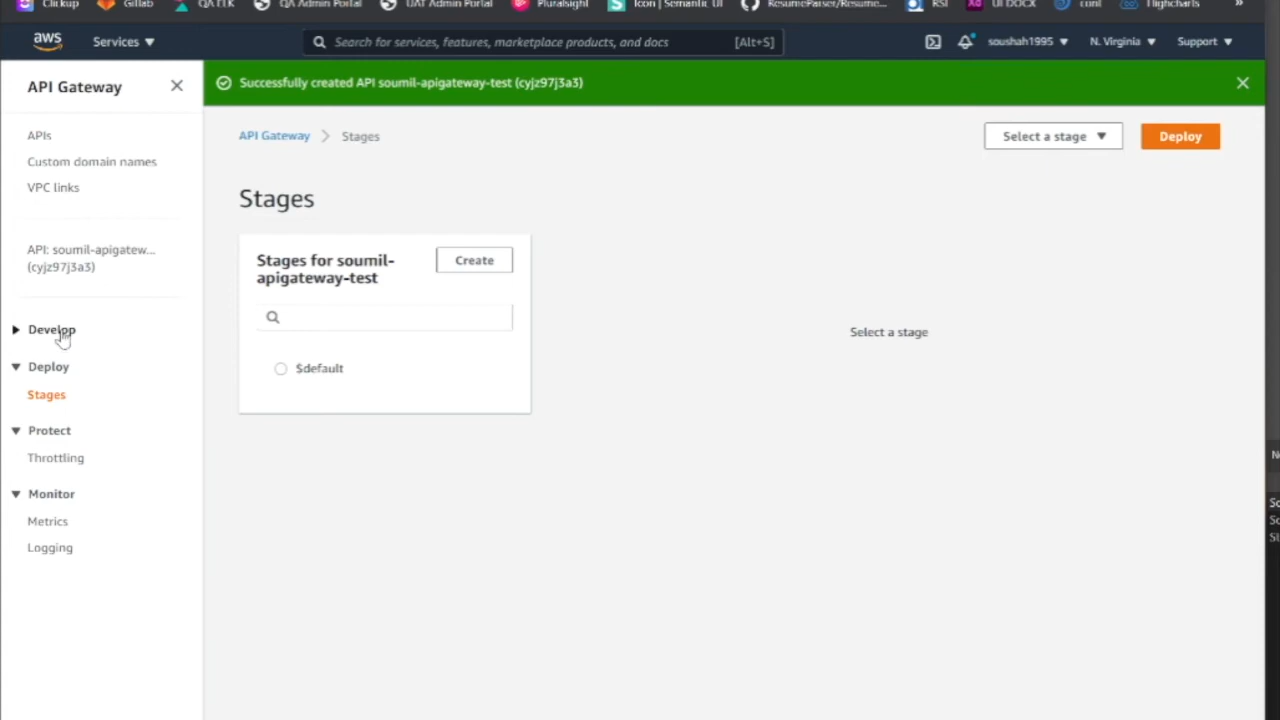 Clickup Gitlab QA ELK QA Admin Portal UAT Admin Portal Pluralsight Icon | Semantic UI ResumeParser/Resume... RSI UI DOCX conf Highcharts »
aws Services ▼ Search for services, features, marketplace products, and docs [Alt+S] soushah1995 ▼ N. Virginia ▼ Support ▼
API Gateway
Successfully created API soumil-apigateway-test (cyjz97j3a3)
APIs
Custom domain names
VPC links
API: soumil-apigatew...
(cyjz97j3a3)
Develop
Deploy
Stages
Protect
Throttling
Monitor
Metrics
Logging
API Gateway > Stages
Select a stage ▼ Deploy
Stages
Stages for soumil-
apigateway-test
Create
$default
Select a stage